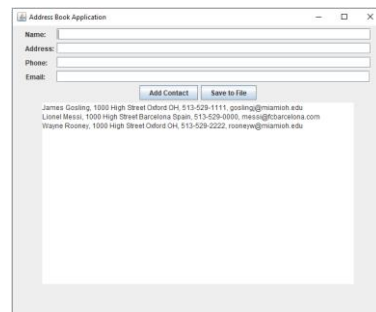 Address Book Application
Name:
Address:
Phone:
Email:
Add Contact Save to File
James Gosling, 1000 High Street Oxford OH, 513-529-1111, goslingj@miamioh.edu
Lionel Messi, 1000 High Street Barcelona Spain, 513-529-0000, messi@fcbarcelona.com
Wayne Rooney, 1000 High Street Oxford OH, 513-529-2222, rooneyw@miamioh.edu